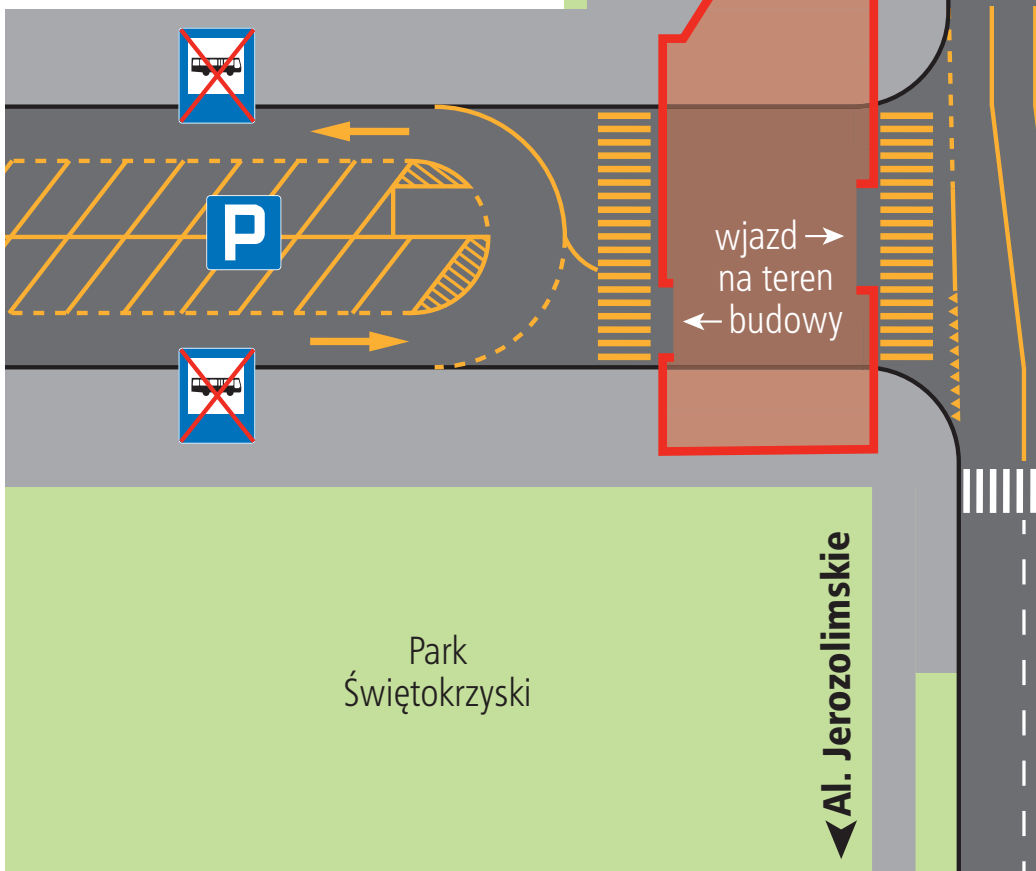 P
wjazd →
na teren
← budowy
Park
Świętokrzyski
Al. Jerozolimskie